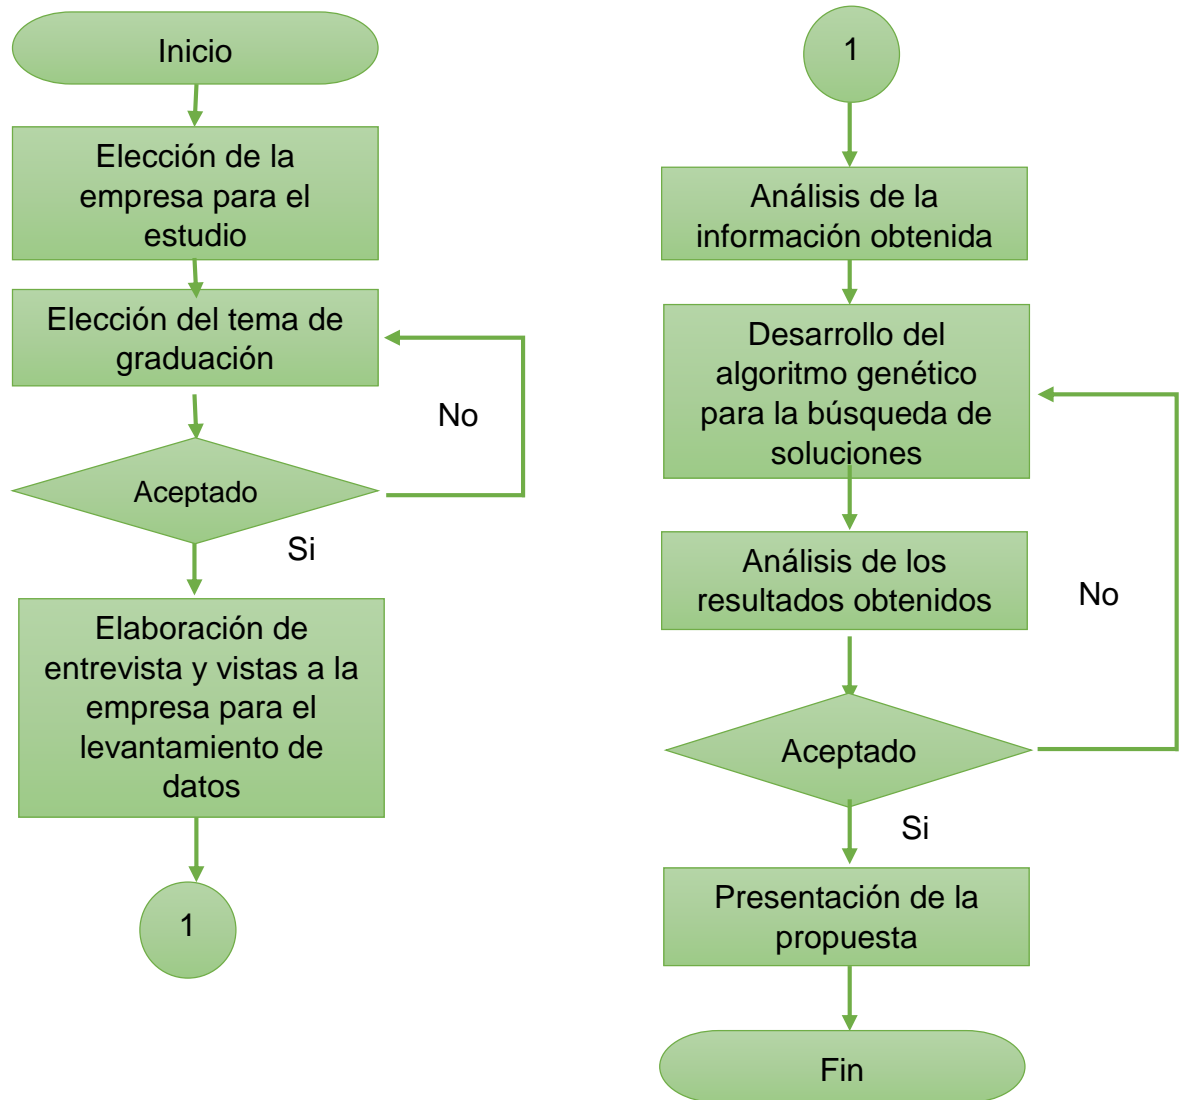 Inicio
Elección de la
empresa para el
estudio
Elección del tema de
graduación
No
Aceptado
Si
Elaboración de
entrevista y vistas a la
empresa para el
levantamiento de
datos
1
1
Análisis de la
información obtenida
Desarrollo del
algoritmo genético
para la búsqueda de
soluciones
Análisis de los
resultados obtenidos
No
Aceptado
Si
Presentación de la
propuesta
Fin